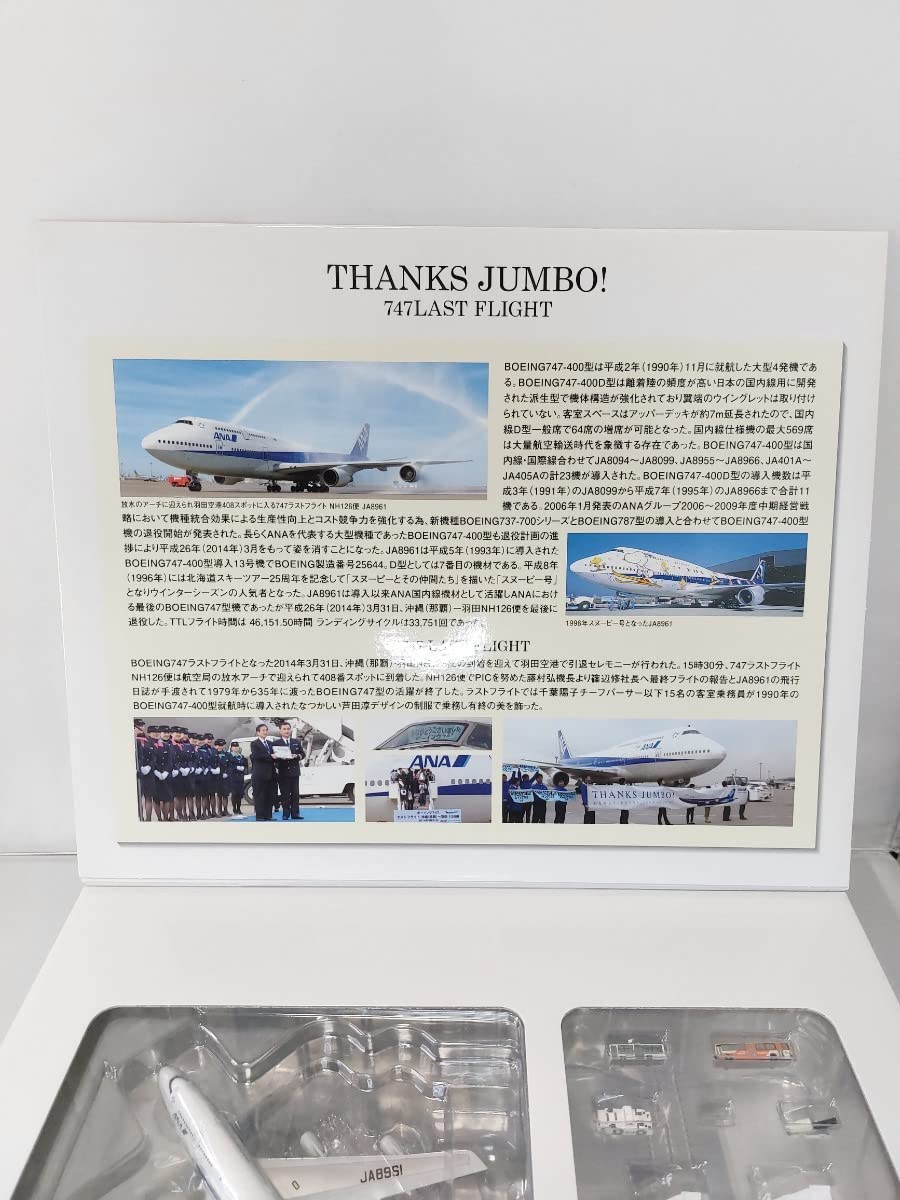 THANKS JUMBO!
747LAST FLIGHT
BOEING747-400型は平成2年(1990年)11月に就航した大型4発機であ
る。BOEING747-400D型は離着陸の頻度が高い日本の国内線用に開発
された派生型で機体構造が強化されており翼端のウイングレットは取り付け
られていない。客室スペースはアッパーデッキが約7m延長されたので、国内
線D型一般席で64席の増席が可能となった。国内線仕様機の最大569席
は大量航空輸送時代を象徴する存在であった。BOEING747-400型は国
内線・国際線合わせてJA8094〜JA8099、JA8955〜JA8966、JA401A〜
JA405Aの計23機が導入された。BOEING747-400D型の導入機数は平
成3年(1991年)のJA8099から平成7年(1995年)のJA8966まで合計11
機である。2006年1月発表のANAグループ2006〜2009年度中期経営戦
略において機種統合効果による生産性向上とコスト競争力を強化する為、新機種BOEING737-700シリーズとBOEING787型の導入と合わせてBOEING747-400型
機の退役開始が発表された。長らくANAを代表する大型機種であったBOEING747-400型も退役計画の進
捗により平成26年(2014年)3月をもって姿を消すことになった。JA8961は平成5年(1993年)に導入された
BOEING747-400型導入13号機でBOEING製造番号25644。D型としては7番目の機材である。平成8年
(1996年)には北海道スキーツアー25周年を記念して「スヌーピーとその仲間たち」を描いた「スヌーピー号」
となりウインターシーズンの人気者となった。JA8961は導入以来ANA国内線機材として活躍しANAにおけ
る最後のBOEING747型機であったが平成26年(2014年)3月31日、沖縄(那覇)ー羽田NH126便を最後に
退役した。TTLフライト時間は 46,151.50時間 ランディングサイクルは33,751回であった。
放水のアーチに迎えられ羽田空港408スポットに入る747ラストフライト NH126便 JA8961
1996年スヌーピー号となったJA8961
LAST FLIGHT
BOEING747ラストフライトとなった2014年3月31日、沖縄(那覇)の到着を迎えて羽田空港で引退セレモニーが行われた。15時30分、747ラストフライト
NH126便は航空局の放水アーチで迎えられて408番スポットに到着した。NH126便でPICを努めた藤村弘機長より篠辺修社長へ最終フライトの報告とJA8961の飛行
日誌が手渡されて1979年から35年に渡ったBOEING747型の活躍が終了した。ラストフライトでは千葉陽子チーフパーサー以下15名の客室乗務員が1990年の
BOEING747-400型就航時に導入されたなつかしい芦田淳デザインの制服で乗務し有終の美を飾った。
ANA
ANA
ANA
THANKS JUMBO!
JA8961